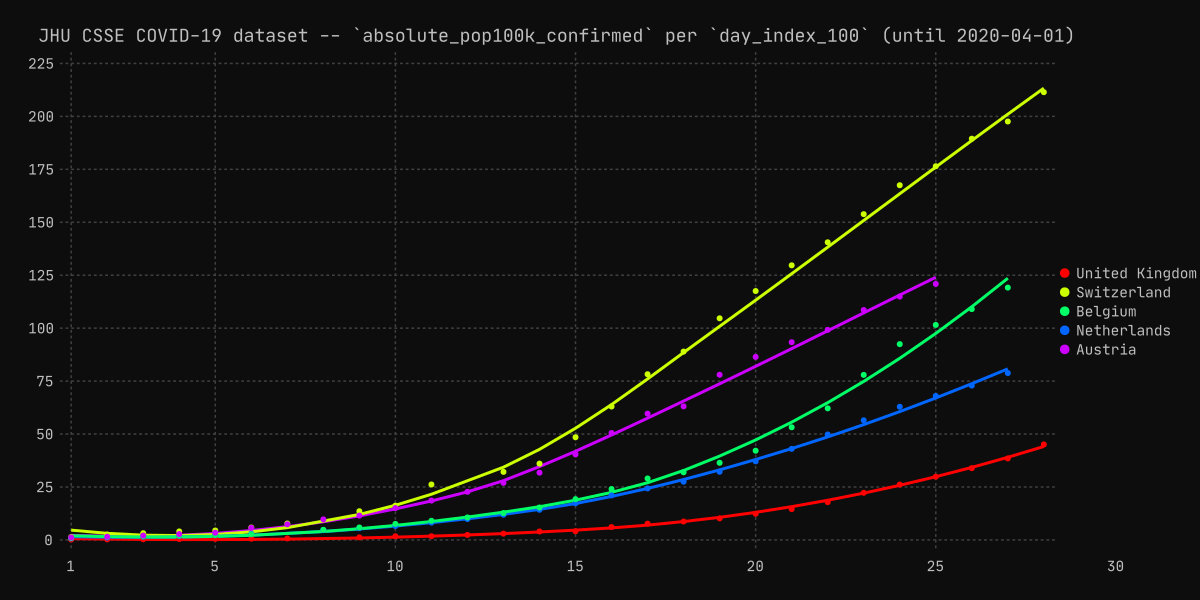 JHU CSSE COVID-19 dataset -- `absolute_pop100k_confirmed` per `day_index_100` (until 2020-04-01)
225
200
175
150
125
100
75
50
25
0
1 5 10 15 20 25 30
United Kingdom
Switzerland
Belgium
Netherlands
Austria